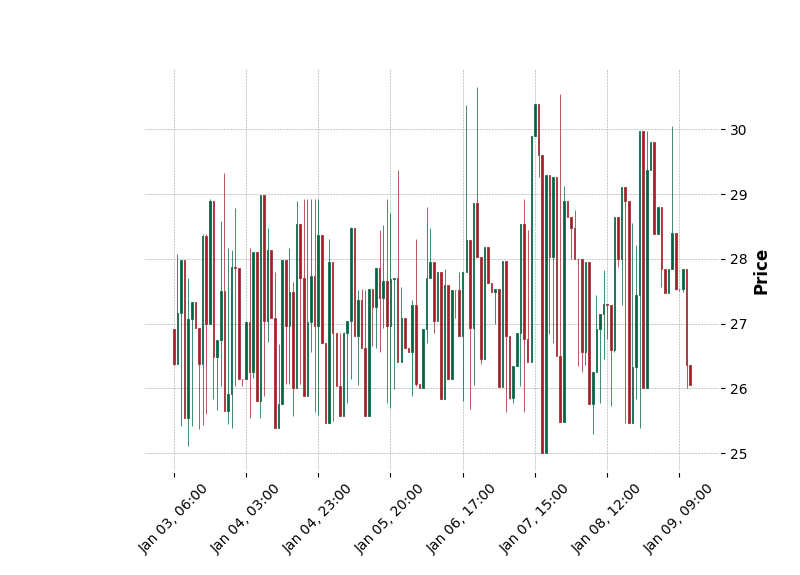 30
29
28
27
26
25
Price
Jan 03, 06:00
Jan 04, 03:00
Jan 04, 23:00
Jan 05, 20:00
Jan 06, 17:00
Jan 07, 15:00
Jan 08, 12:00
Jan 09, 09:00